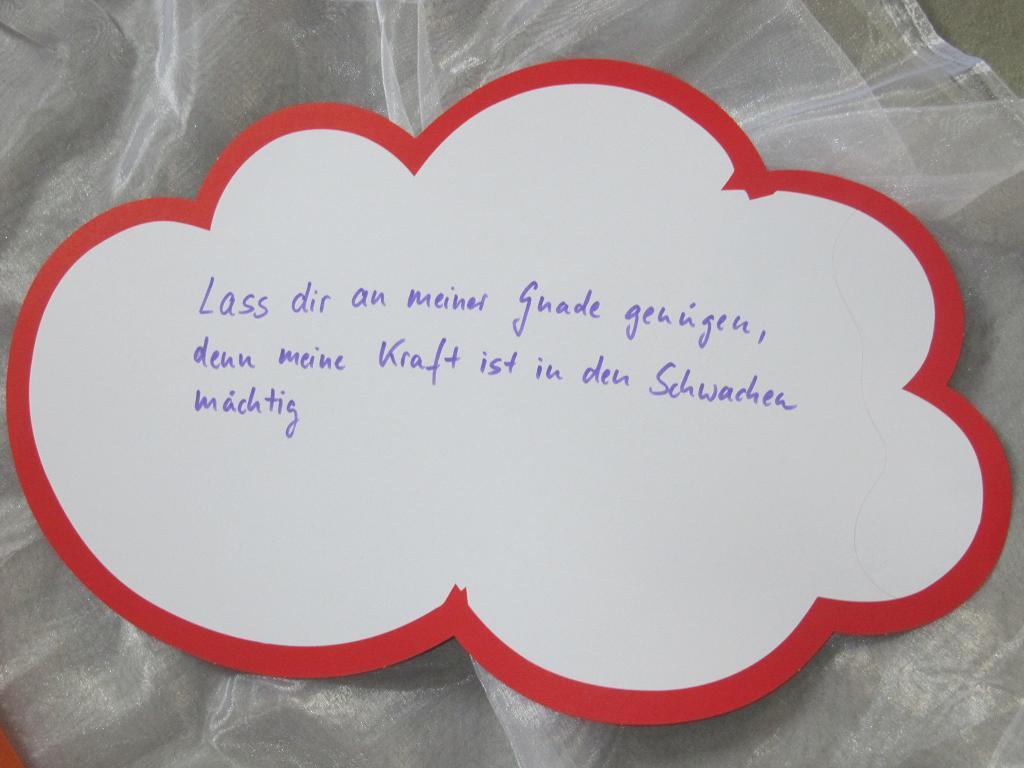 Lass dir an meiner Gnade genügen,
denn meine Kraft ist in den Schwachen
mächtig